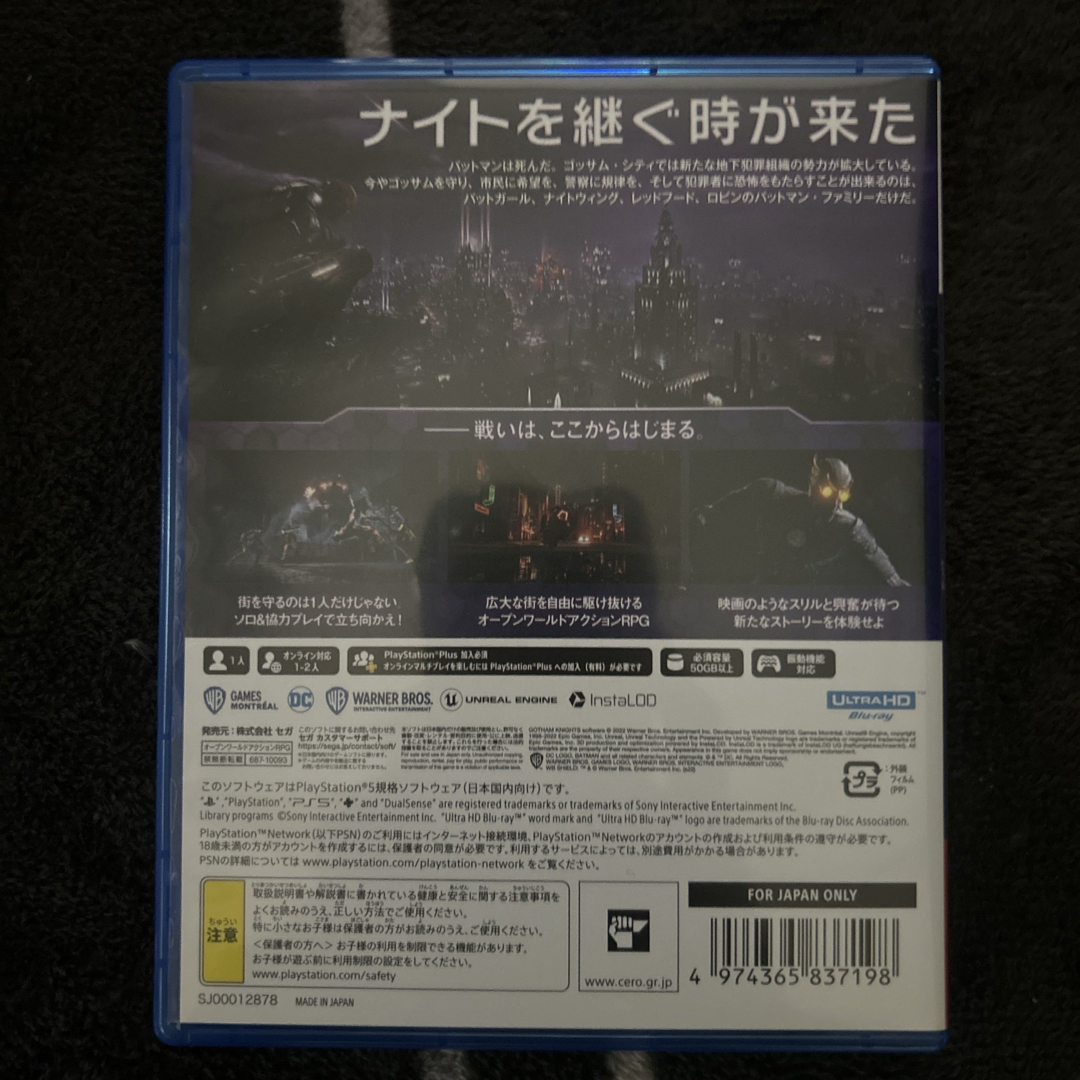 ナイトを継ぐ時が来た
バットマンは死んだ。ゴッサム・シティでは新たな地下犯罪組織の勢力が拡大している。
今やゴッサムを守り、市民に希望を、警察に規律を、そして犯罪者に恐怖をもたらすことが出来るのは、
バットガール、ナイトウィング、レッドフード、ロビンのバットマン・ファミリーだけだ。
戦いは、ここからはじまる。
街を守るのは1人だけじゃない
ソロ&協力プレイで立ち向かえ!
広大な街を自由に駆け抜ける
オープンワールドアクションRPG
映画のようなスリルと興奮が待つ
新たなストーリーを体験せよ
1人
オンライン対応
1-2人
PlayStation®Plus 加入必須
オンラインマルチプレイを楽しむには PlayStation®Plus への加入(有料)が必要です
必須容量
50GB以上
振動機能
対応
WB GAMES
MONTRÉAL
DC
WB WARNER BROS.
INTERACTIVE ENTERTAINMENT
UNREAL ENGINE
InstaLOD
ULTRA HD
Blu-ray™
発売元:株式会社 セガ
オープンワールドアクションRPG
複製禁断転載
687-10093
このソフトに関するお問い合わせ先
セガ カスタマーサポート
https://sega.jp/contact/soft/
プラ
:外装
フィルム
(PP)
このソフトウェアはPlayStation®5規格ソフトウェア(日本国内向け)です。
"PlayStation", "PS5", and "DualSense" are registered trademarks or trademarks of Sony Interactive Entertainment Inc.
Library programs ©Sony Interactive Entertainment Inc. "Ultra HD Blu-ray™" word mark and "Ultra HD Blu-ray™" logo are trademarks of the Blu-ray Disc Association.
PlayStation™Network(以下PSN)のご利用にはインターネット接続環境、PlayStation™Networkのアカウントの作成および利用条件の遵守が必要です。
18歳未満の方がアカウントを作成するには、保護者の同意が必要です。利用するサービスによっては、別途費用がかかる場合があります。
PSNの詳細については www.playstation.com/playstation-network をご覧ください。
ちゅうい
注意
取扱説明書や解説書に書かれている健康と安全に関する注意事項を
よくお読みのうえ、正しい方法でご使用ください。
特に小さなお子様は保護者の方がお読みのうえ、ご使用ください。
<保護者の方へ> お子様の利用を制限できる機能があります。
お子様が遊ぶ前に利用制限の設定をしてください。
www.playstation.com/safety
www.cero.gr.jp
FOR JAPAN ONLY
4 974365 837198
SJ00012878 MADE IN JAPAN